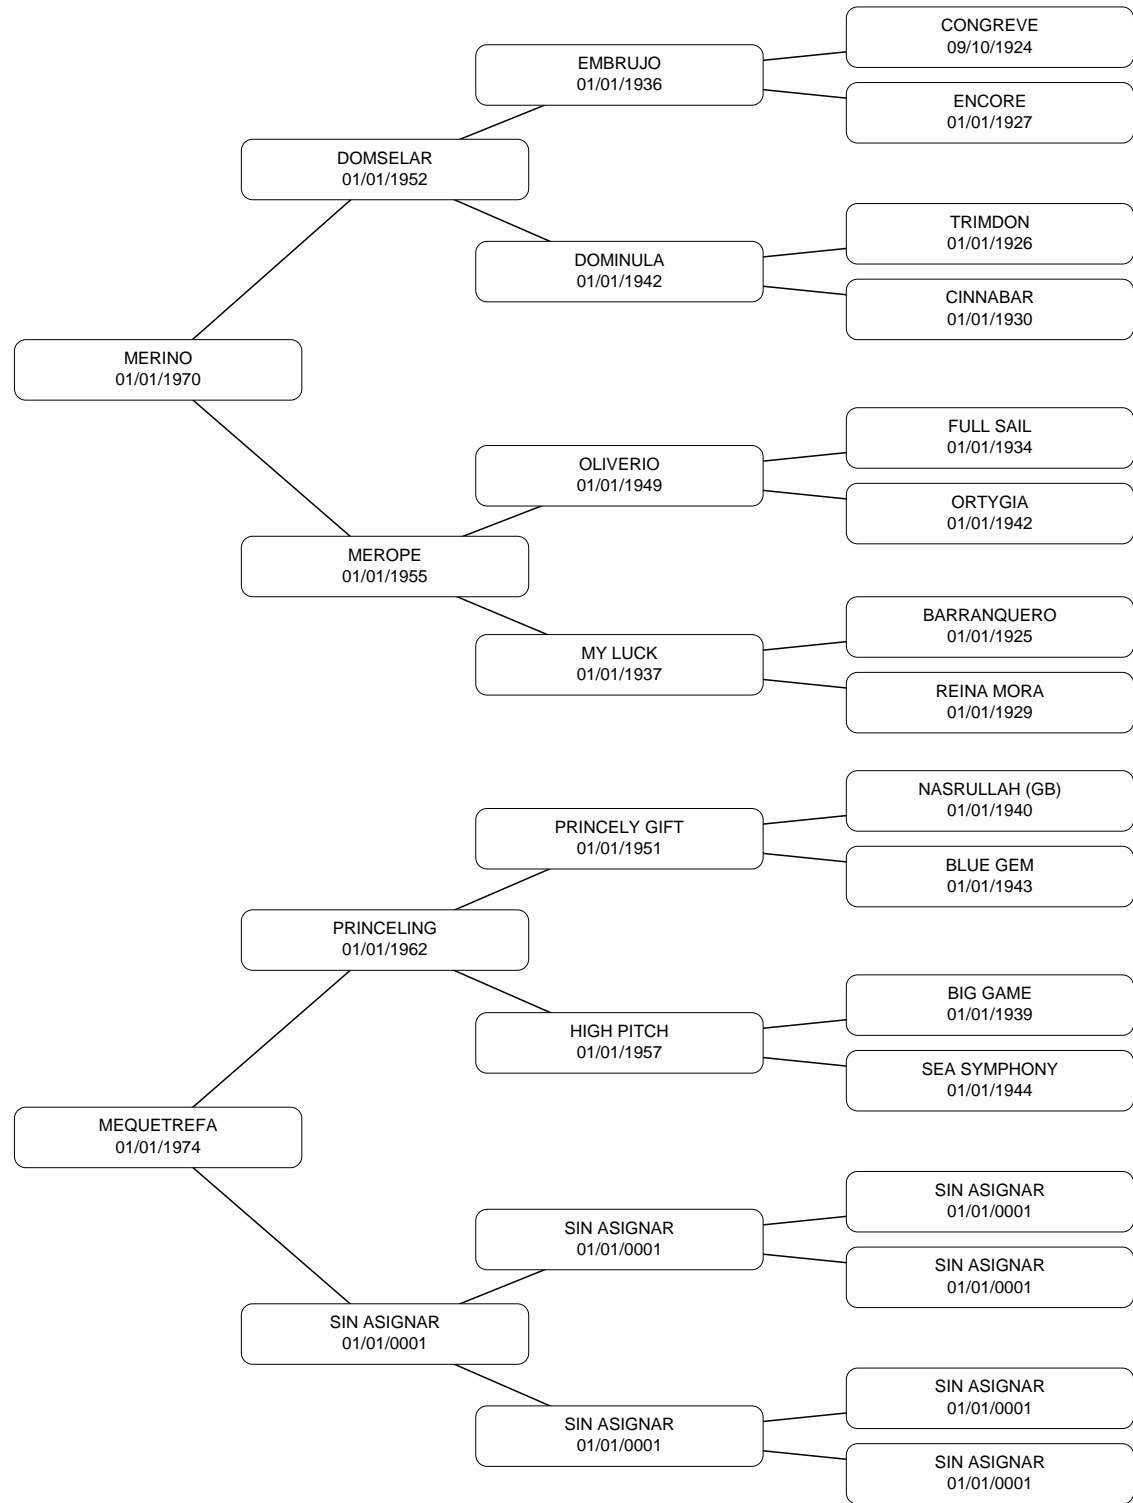 CONGREVE
09/10/1924
EMBRUJO
01/01/1936
ENCORE
01/01/1927
DOMSELAR
01/01/1952
TRIMDON
01/01/1926
DOMINULA
01/01/1942
CINNABAR
01/01/1930
MERINO
01/01/1970
FULL SAIL
01/01/1934
OLIVERIO
01/01/1949
ORTYGIA
01/01/1942
MEROPE
01/01/1955
BARRANQUERO
01/01/1925
MY LUCK
01/01/1937
REINA MORA
01/01/1929
NASRULLAH (GB)
01/01/1940
PRINCELY GIFT
01/01/1951
BLUE GEM
01/01/1943
PRINCELING
01/01/1962
BIG GAME
01/01/1939
HIGH PITCH
01/01/1957
SEA SYMPHONY
01/01/1944
MEQUETREFA
01/01/1974
SIN ASIGNAR
01/01/0001
SIN ASIGNAR
01/01/0001
SIN ASIGNAR
01/01/0001
SIN ASIGNAR
01/01/0001
SIN ASIGNAR
01/01/0001
SIN ASIGNAR
01/01/0001
SIN ASIGNAR
01/01/0001